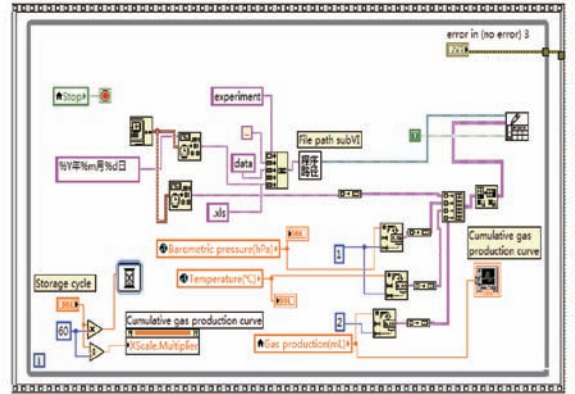 error in (no error) 3
Stop
experiment
File path subVI
-
data
程序
路径
T
%Y年%m月%d日
.xls
DBL
Barometric pressure(hPa)
1
Cumulative gas
production curve
Temperature(℃)
DBL
Storage cycle
DBL
60
Cumulative gas production curve
XScale.Multiplier
2
Gas production(mL)
i